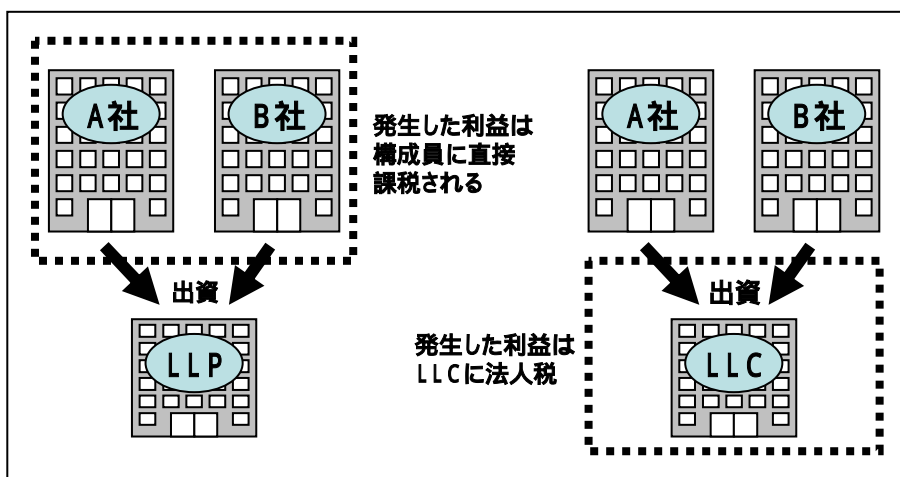 A社
B社
発生した利益は
構成員に直接
課税される
出資
LLP
A社
B社
出資
発生した利益は
LLCに法人税
LLC